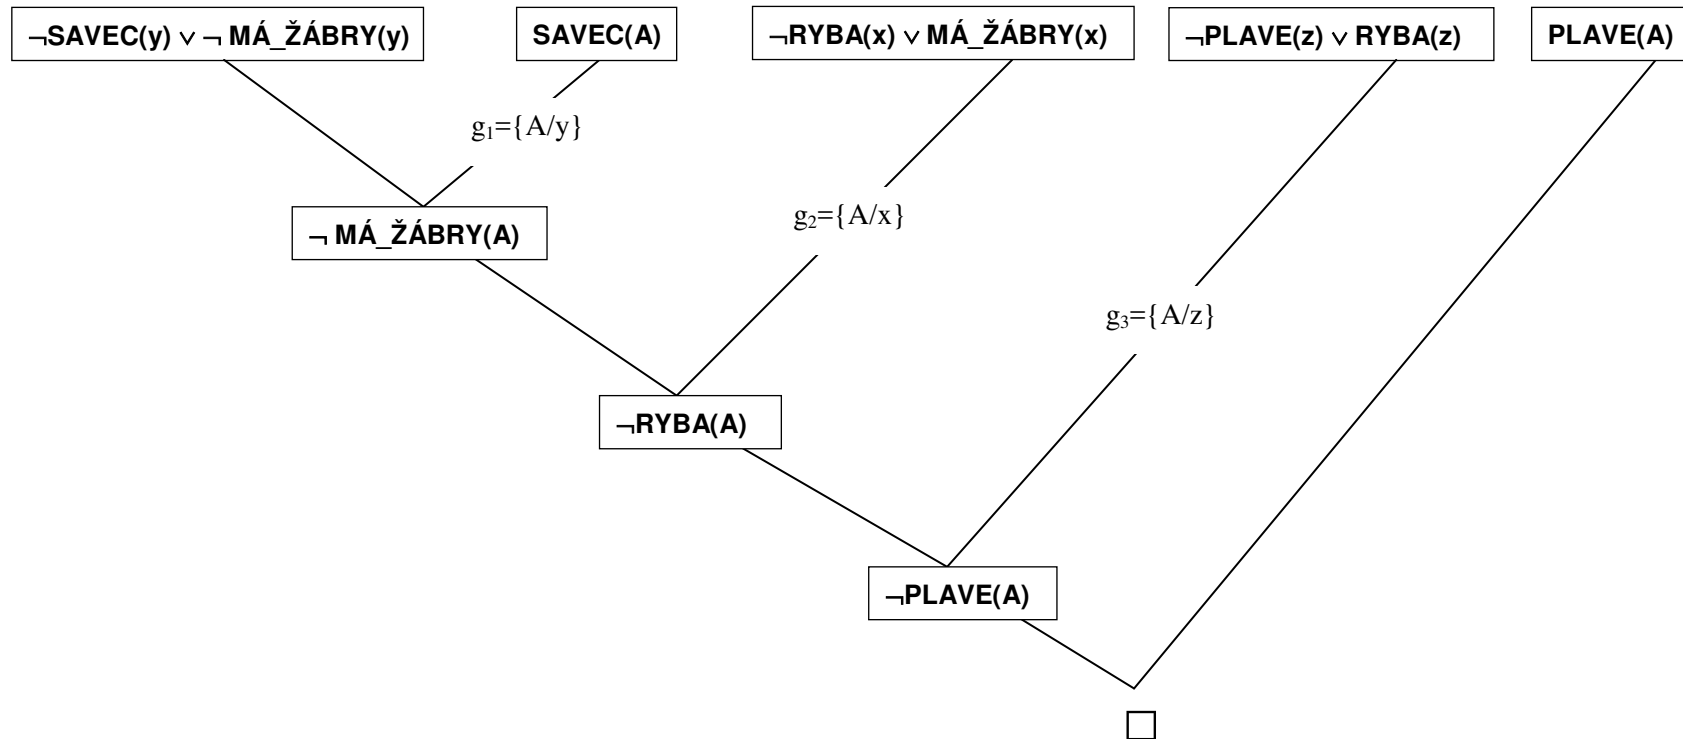 ¬SAVEC(y) ∨ ¬ MÁ_ŽÁBRY(y)
SAVEC(A)
¬RYBA(x) ∨ MÁ_ŽÁBRY(x)
¬PLAVE(z) ∨ RYBA(z)
PLAVE(A)
g₁={A/y}
¬ MÁ_ŽÁBRY(A)
g₂={A/x}
g₃={A/z}
¬RYBA(A)
¬PLAVE(A)